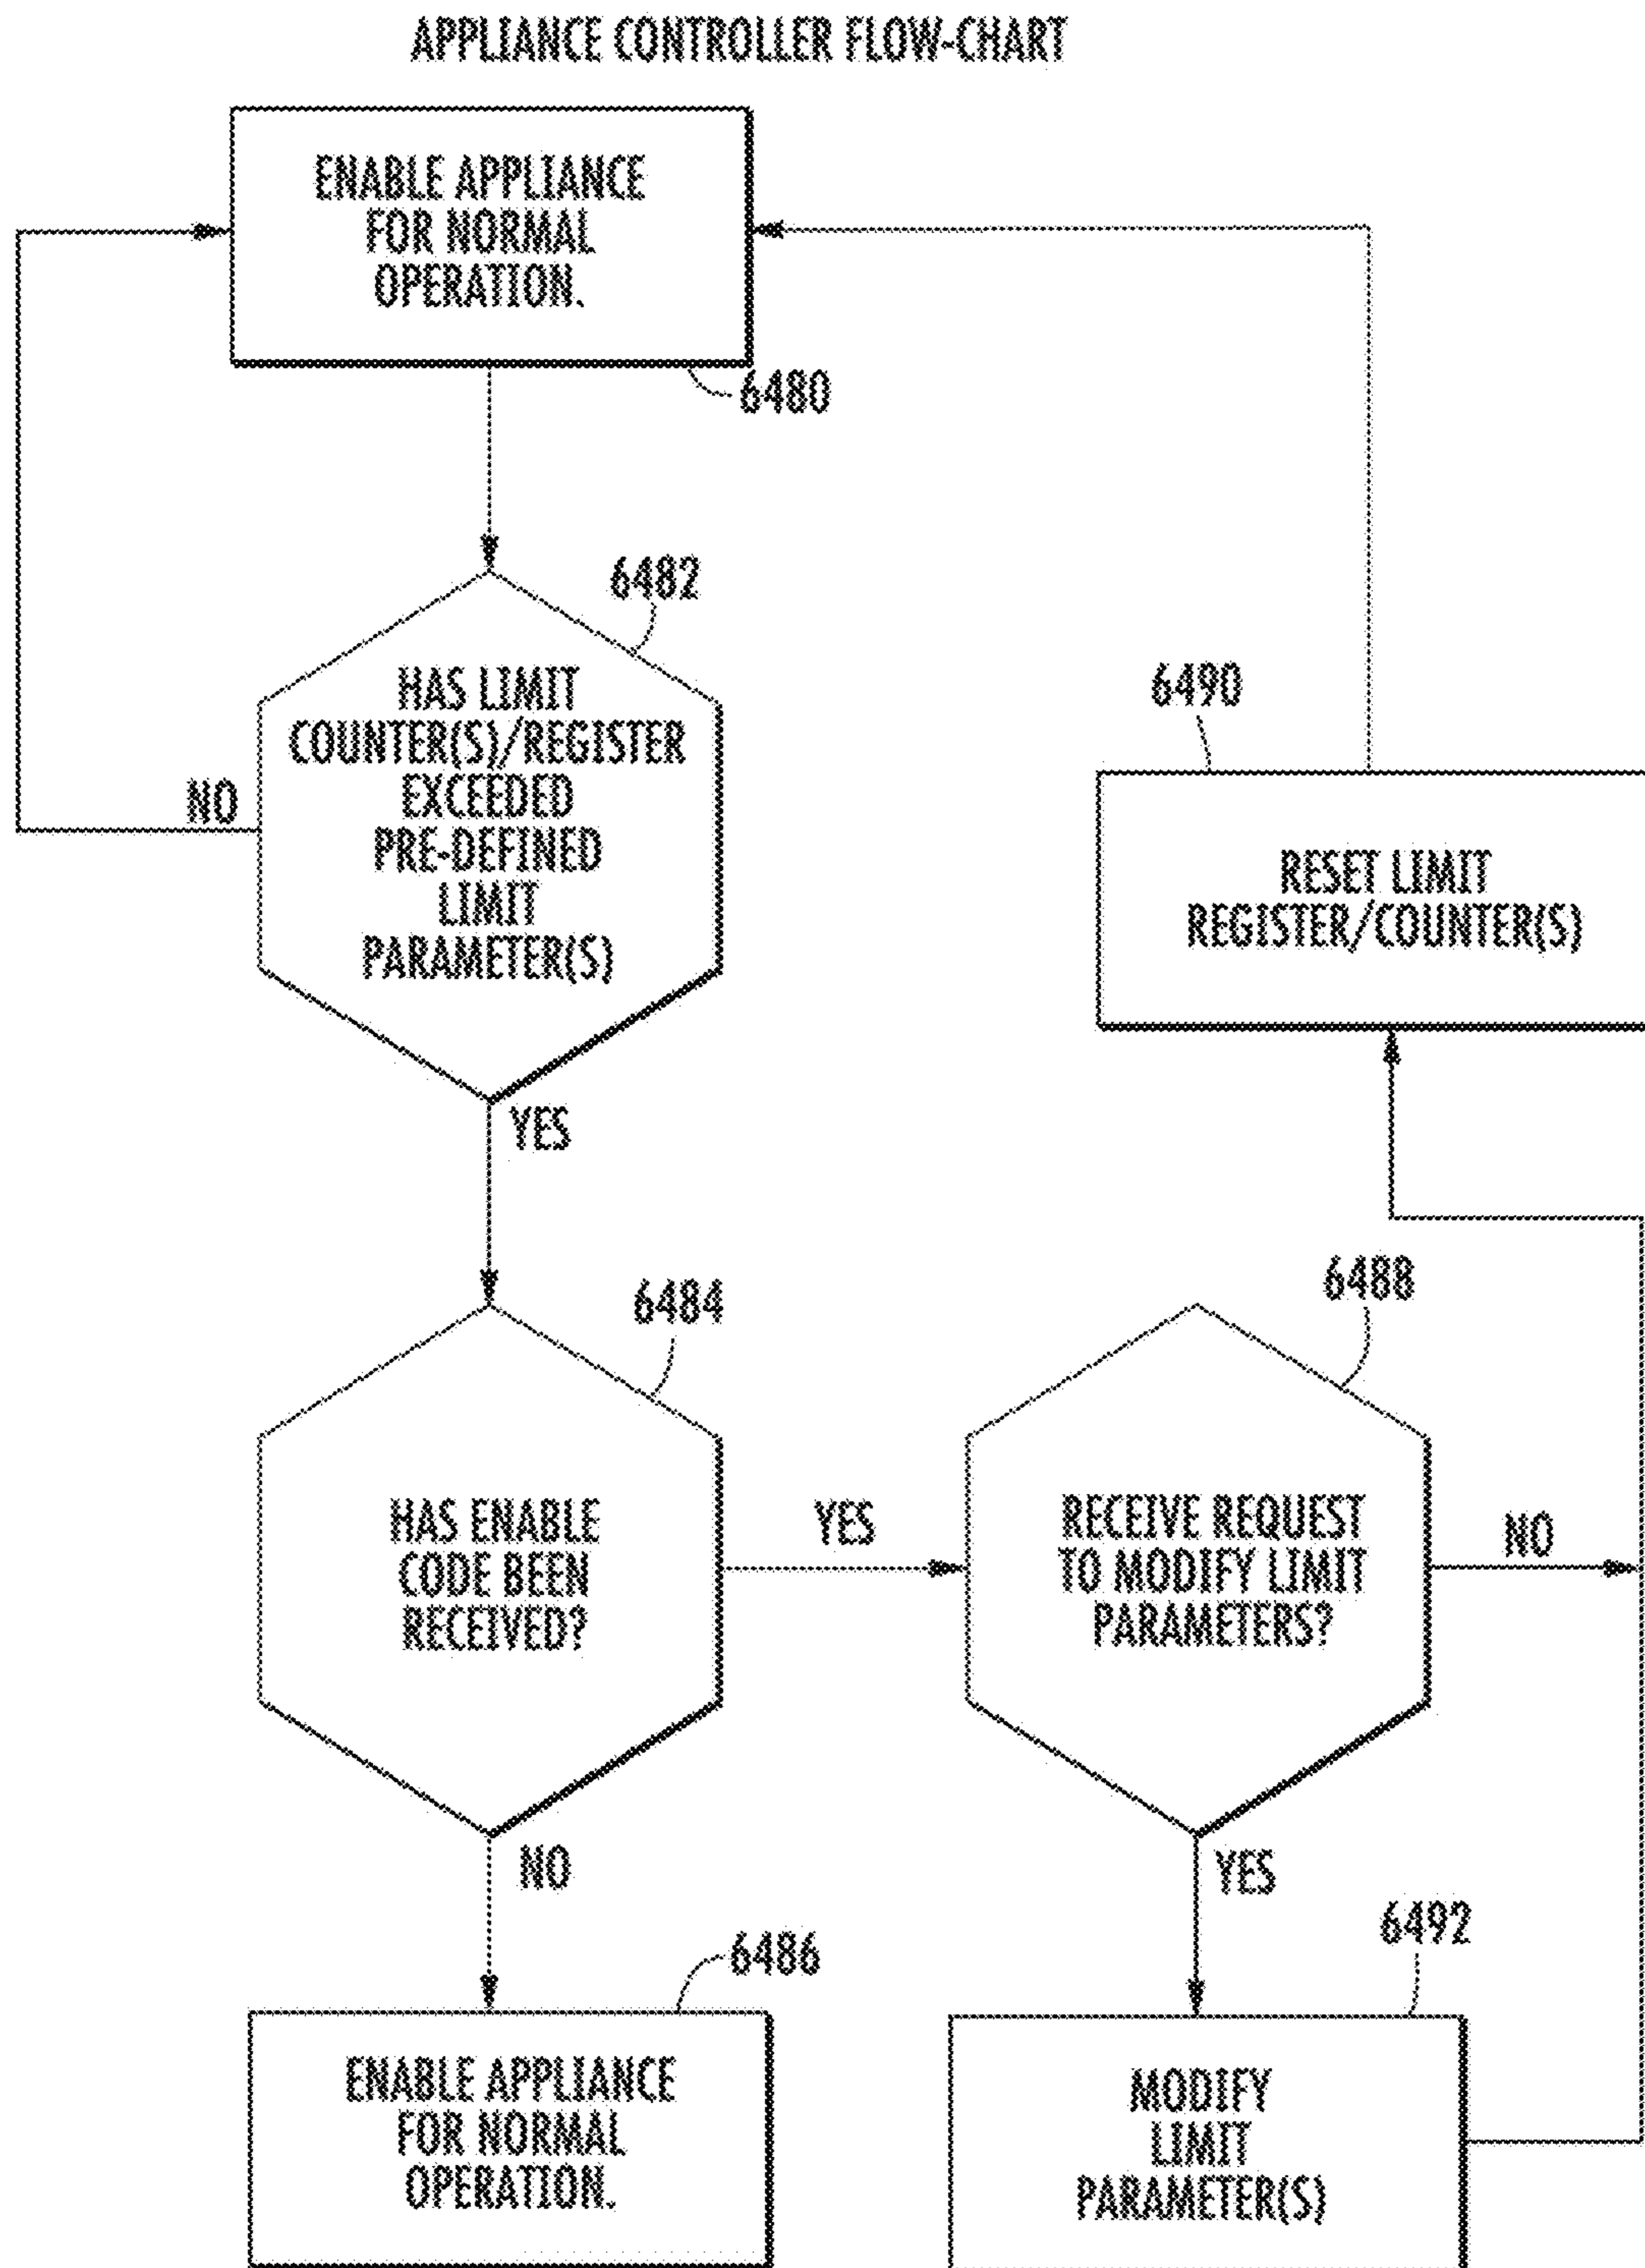 APPLIANCE CONTROLLER FLOW-CHART
ENABLE APPLIANCE
FOR NORMAL
OPERATION.
6480
6482
HAS LIMIT
COUNTER(S)/REGISTER
EXCEEDED
PRE-DEFINED
LIMIT
PARAMETER(S)
NO
YES
6490
RESET LIMIT
REGISTER/COUNTER(S)
6484
HAS ENABLE
CODE BEEN
RECEIVED?
YES
NO
6488
RECEIVE REQUEST
TO MODIFY LIMIT
PARAMETERS?
NO
YES
6486
ENABLE APPLIANCE
FOR NORMAL
OPERATION.
6492
MODIFY
LIMIT
PARAMETER(S)